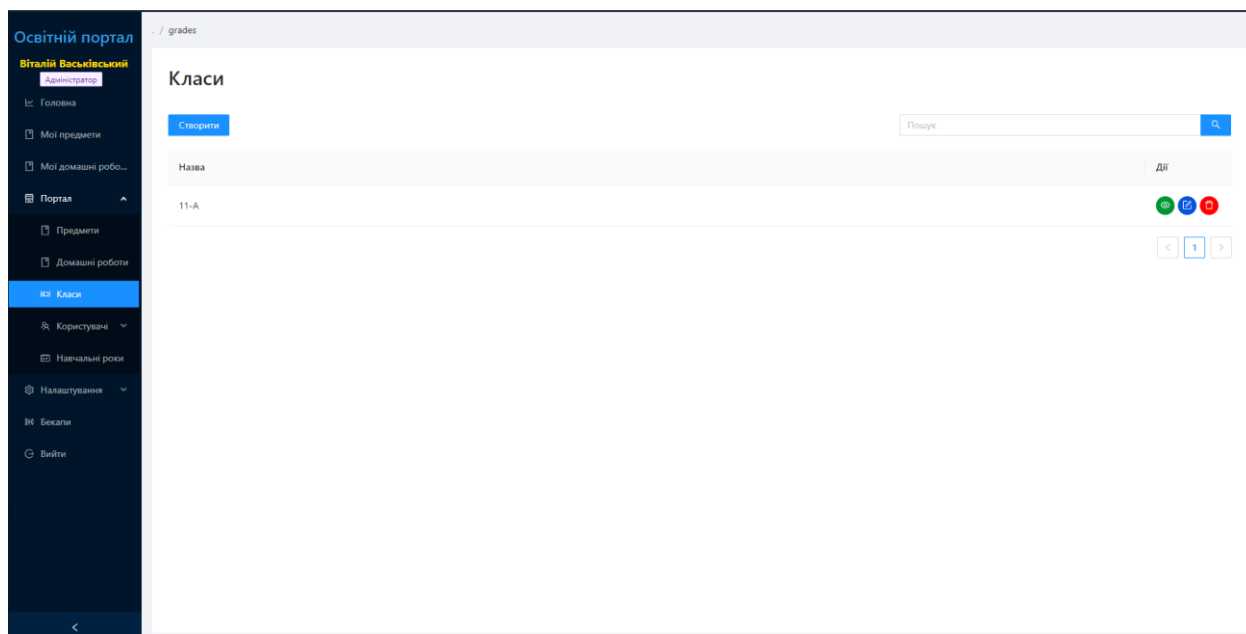 Освітній портал
Віталій Васьківський
Адміністратор
Головна
Мої предмети
Мої домашні робо...
Портал
Предмети
Домашні роботи
Класи
Користувачі
Навчальні роки
Налаштування
Бекапи
Вийти
. / grades
Класи
Створити
Пошук
Назва Дії
11-А
< 1 >
<